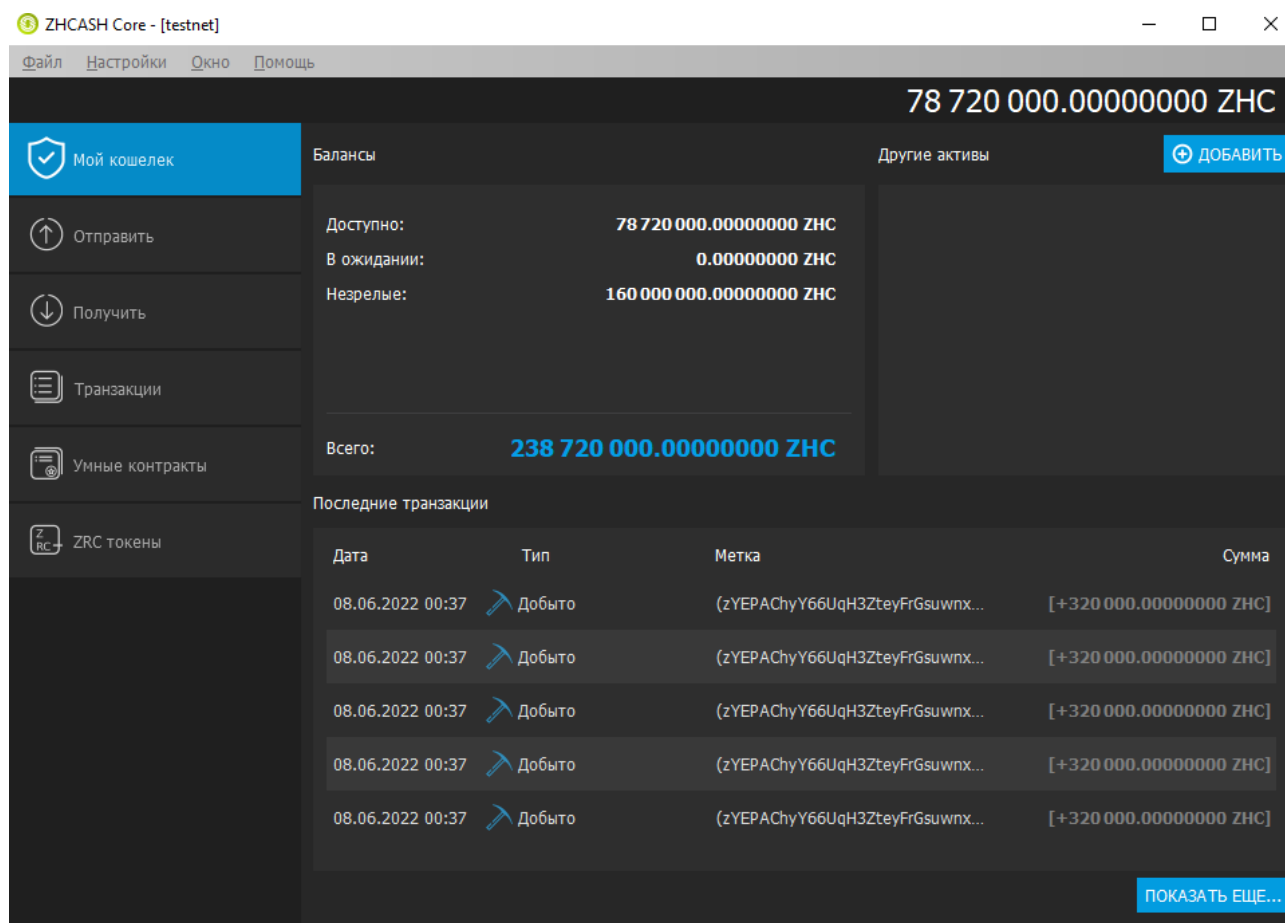 ZHCASH Core - [testnet]
Файл Настройки Окно Помощь
78 720 000.00000000 ZHC
Мой кошелек
Отправить
Получить
Транзакции
Умные контракты
Z RC ZRC токены
Балансы
Доступно: 78 720 000.00000000 ZHC
В ожидании: 0.00000000 ZHC
Незрелые: 160 000 000.00000000 ZHC
Всего: 238 720 000.00000000 ZHC
Другие активы
ДОБАВИТЬ
Последние транзакции
Дата Тип Метка Сумма
08.06.2022 00:37 Добыто (zYEPAChyY66UqH3ZteyFrGsuwnx... [+320 000.00000000 ZHC]
08.06.2022 00:37 Добыто (zYEPAChyY66UqH3ZteyFrGsuwnx... [+320 000.00000000 ZHC]
08.06.2022 00:37 Добыто (zYEPAChyY66UqH3ZteyFrGsuwnx... [+320 000.00000000 ZHC]
08.06.2022 00:37 Добыто (zYEPAChyY66UqH3ZteyFrGsuwnx... [+320 000.00000000 ZHC]
08.06.2022 00:37 Добыто (zYEPAChyY66UqH3ZteyFrGsuwnx... [+320 000.00000000 ZHC]
ПОКАЗАТЬ ЕЩЕ...